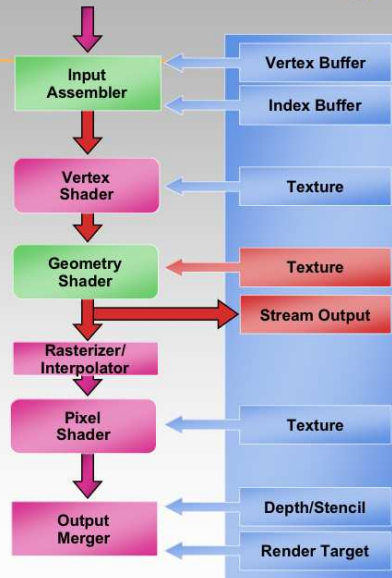 Input
Assembler
Vertex Buffer
Index Buffer
Vertex
Shader
Texture
Geometry
Shader
Texture
Stream Output
Rasterizer/
Interpolator
Pixel
Shader
Texture
Output
Merger
Depth/Stencil
Render Target